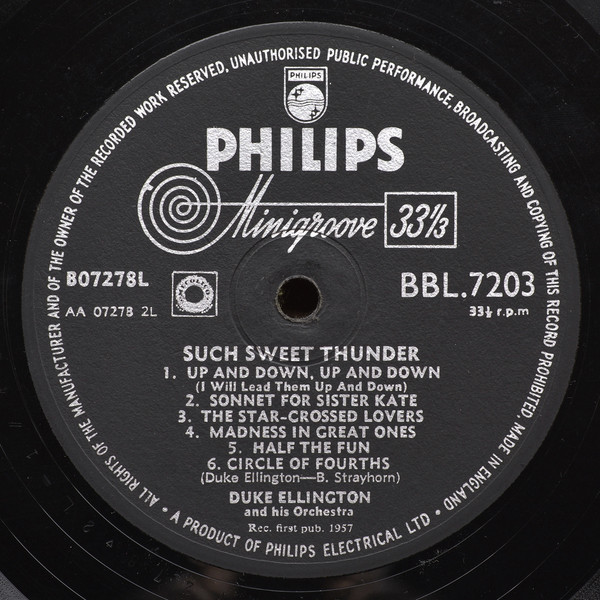 ALL RIGHTS OF THE MANUFACTURER AND OF THE OWNER OF THE RECORDED WORK RESERVED, UNAUTHORISED PUBLIC PERFORMANCE, BROADCASTING AND COPYING OF THIS RECORD PROHIBITED, MADE IN ENGLAND
PHILIPS
PHILIPS
Minigroove 33⅓
B07278L
BBL.7203
AA 07278 2L
33⅓ r.p.m
SUCH SWEET THUNDER
1. UP AND DOWN, UP AND DOWN
(I Will Lead Them Up And Down)
2. SONNET FOR SISTER KATE
3. THE STAR-CROSSED LOVERS
4. MADNESS IN GREAT ONES
5. HALF THE FUN
6. CIRCLE OF FOURTHS
(Duke Ellington—B. Strayhorn)
DUKE ELLINGTON
and his Orchestra
Rec. first pub. 1957
• A PRODUCT OF PHILIPS ELECTRICAL LTD •